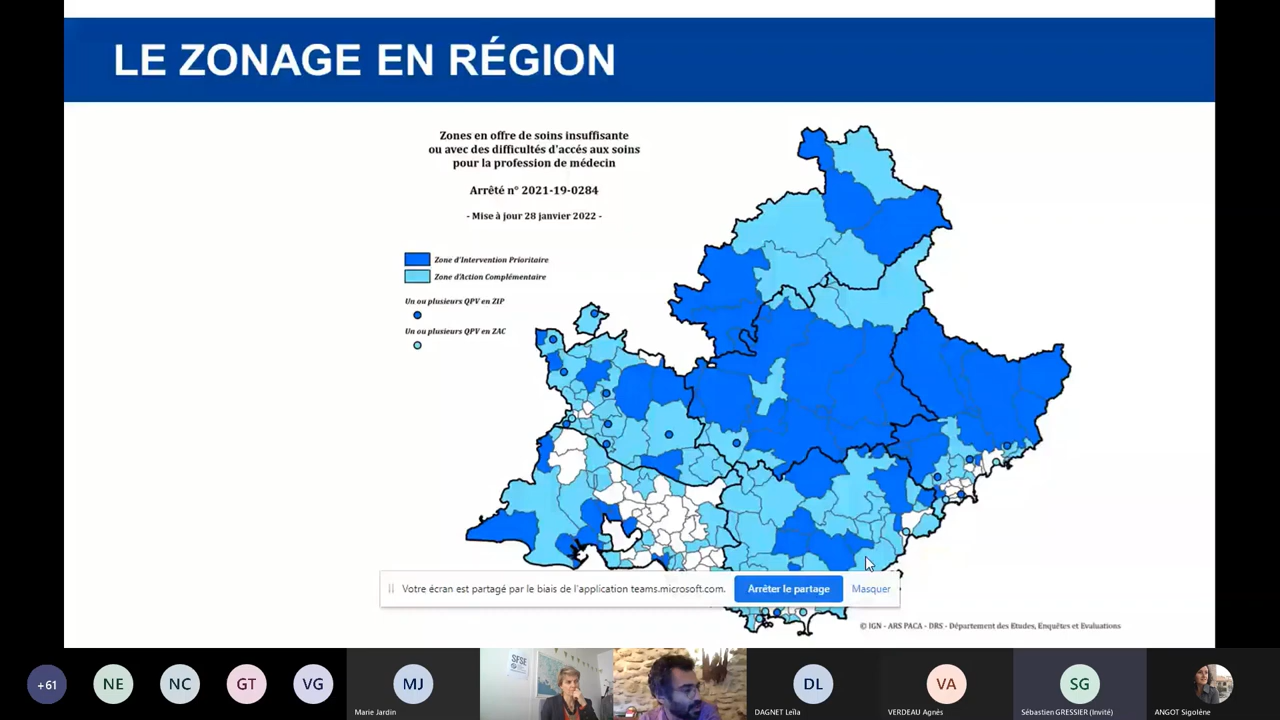 LE ZONAGE EN RÉGION
Zones en offre de soins insuffisante
ou avec des difficultés d'accés aux soins
pour la profession de médecin
Arrêté n° 2021-19-0284
- Mise à jour 28 janvier 2022 -
Zone d'Intervention Prioritaire
Zone d'Action Complémentaire
Un ou plusieurs QPV en ZIP
Un ou plusieurs QPV en ZAC
Votre écran est partagé par le biais de l'application teams.microsoft.com.
Arrêter le partage
Masquer
© IGN - ARS PACA - DRS - Département des Etudes, Enquêtes et Evaluations
+61
NE
NC
GT
VG
MJ
Marie Jardin
SFSE
DL
DAGNET Leïla
VA
VERDEAU Agnès
SG
Sébastien GRESSIER (Invité)
ANGOT Sigolène